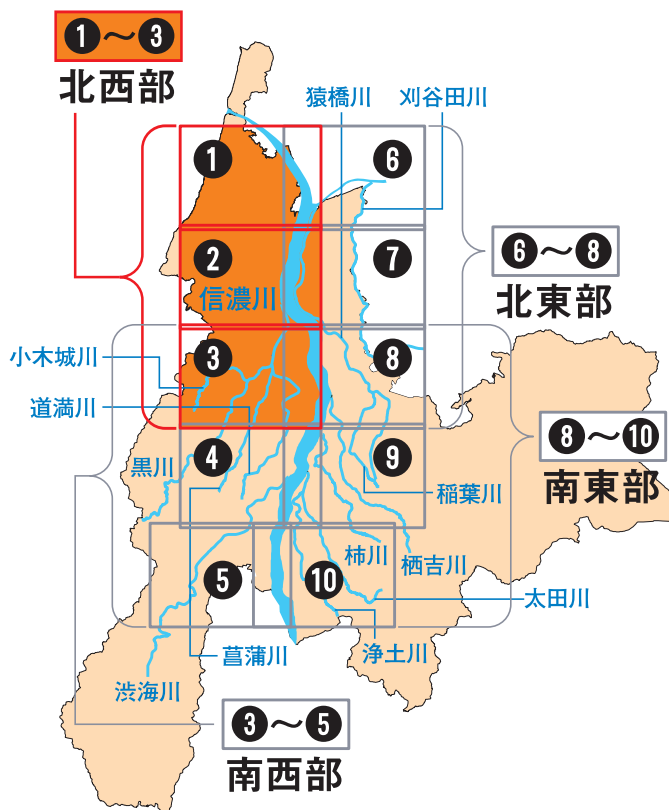 ❶～❸
北西部
猿橋川
刈谷田川
❶
❻
❷
❼
信濃川
❻～❽
北東部
❸
❽
小木城川
道満川
❽～❿
南東部
黒川
❹
❾
稲葉川
柿川
栖吉川
❺
❿
太田川
菖蒲川
浄土川
渋海川
❸～❺
南西部